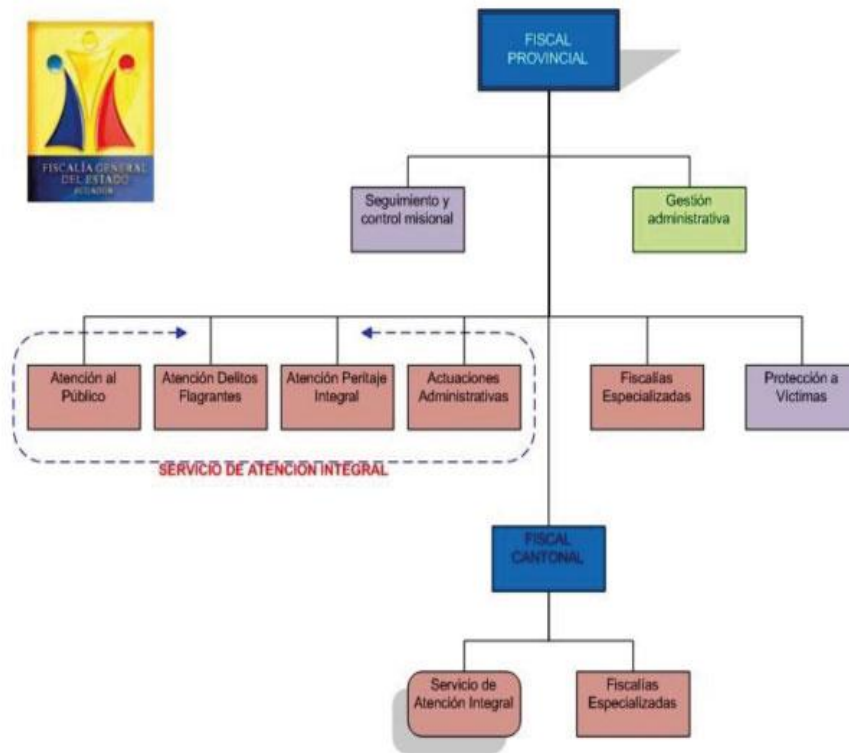 FISCALÍA GENERAL
DEL ESTADO
ECUADOR
FISCAL
PROVINCIAL
Seguimiento y
control misional
Gestión
administrativa
Atención al
Público
Atención Delitos
Flagrantes
Atención Peritaje
Integral
Actuaciones
Administrativas
Fiscalías
Especializadas
Protección a
Víctimas
SERVICIO DE ATENCION INTEGRAL
FISCAL
CANTONAL
Servicio de
Atención Integral
Fiscalías
Especializadas